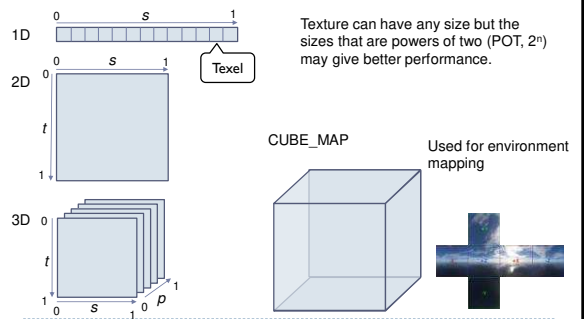 0 s 1
1D
Texel
Texture can have any size but the
sizes that are powers of two (POT, 2ⁿ)
may give better performance.
0 s 1
2D
0
t
1
CUBE_MAP
Used for environment
mapping
3D
0
t
1
0 s 1
0 p 1